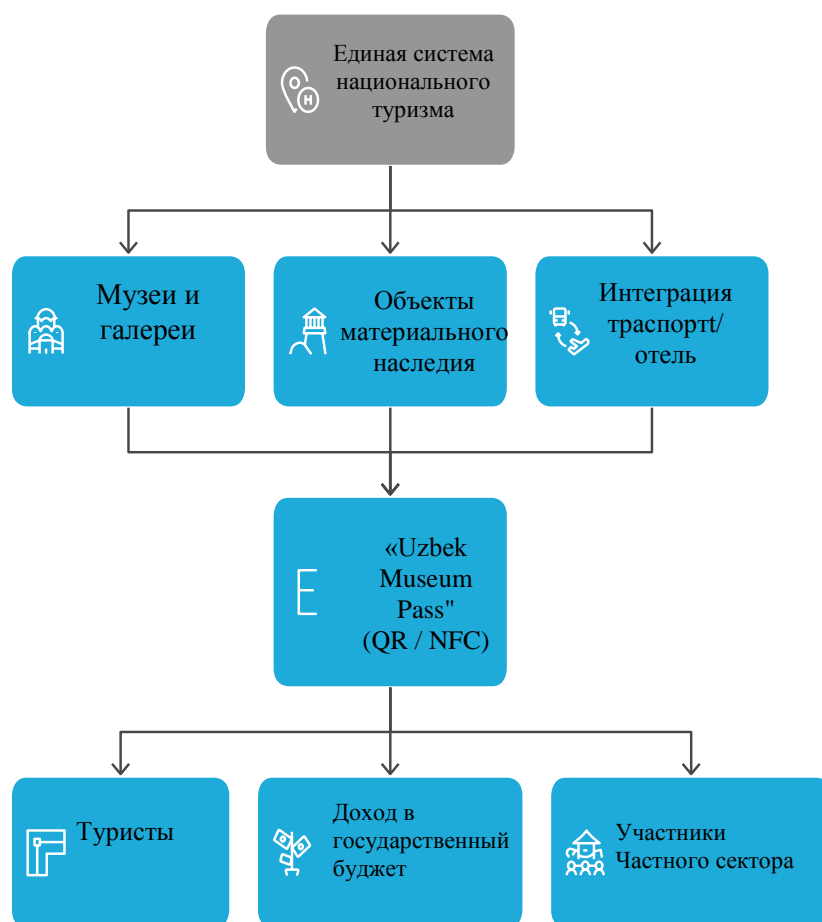 Единая система
национального
туризма
Музеи и
галереи
Объекты
материального
наследия
Интеграция
траспортt/
отель
«Uzbek
Museum
Pass"
(QR / NFC)
Туристы
Доход в
государственный
бюджет
Участники
Частного сектора